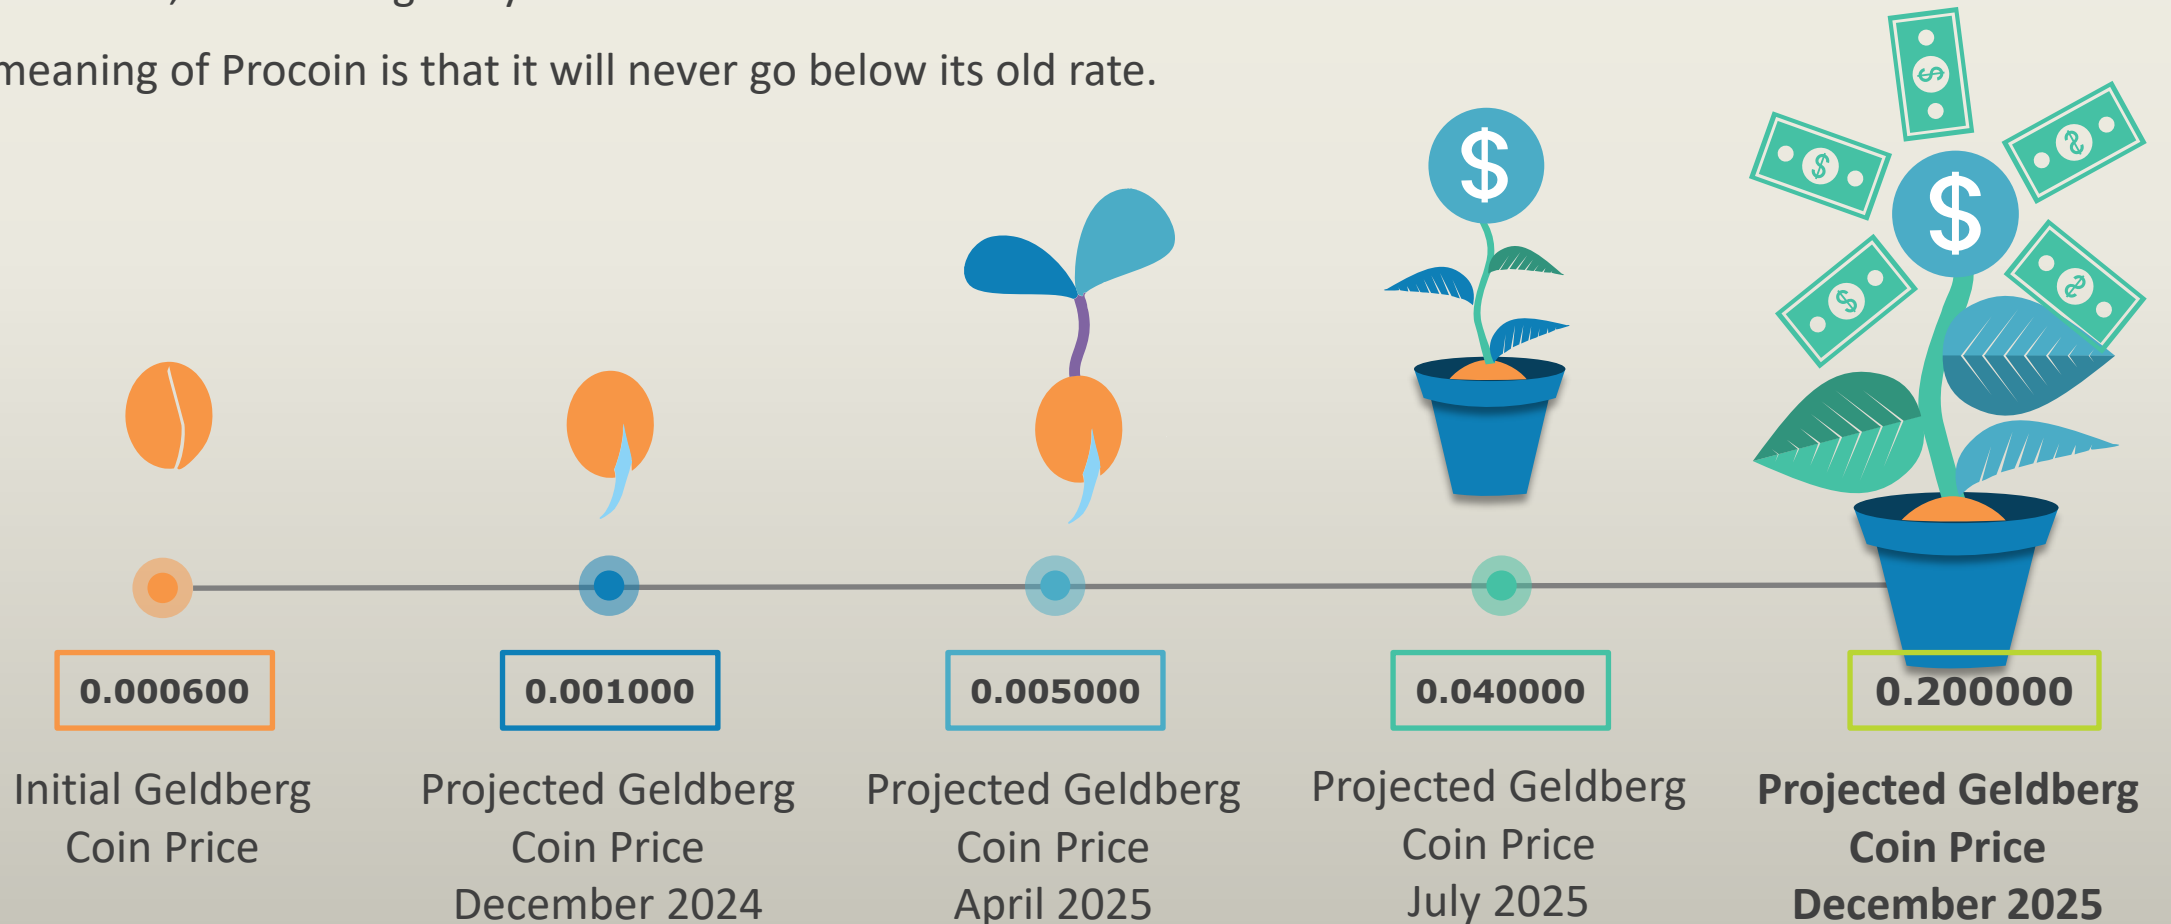 meaning of Procoin is that it will never go below its old rate.
$
$
0.000600
0.001000
0.005000
0.040000
0.200000
Initial Geldberg
Coin Price
Projected Geldberg
Coin Price
December 2024
Projected Geldberg
Coin Price
April 2025
Projected Geldberg
Coin Price
July 2025
Projected Geldberg
Coin Price
December 2025